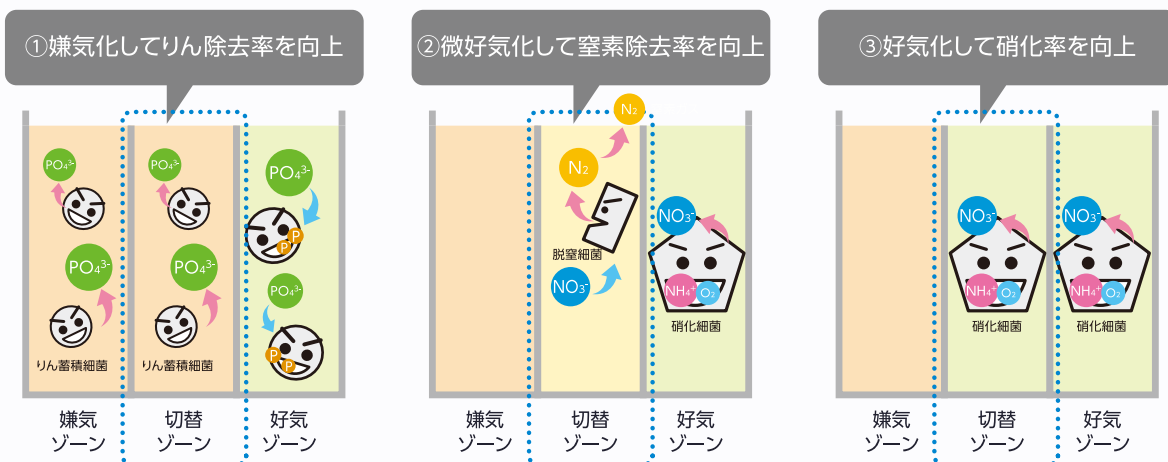 ①嫌気化してりん除去率を向上
PO₄³⁻
PO₄³⁻
PO₄³⁻
PO₄³⁻
PO₄³⁻
PO₄³⁻
P
P
P
P
りん蓄積細菌
りん蓄積細菌
嫌気
ゾーン
切替
ゾーン
好気
ゾーン
②微好気化して窒素除去率を向上
N₂
N₂
脱窒細菌
NO₃⁻
NO₃⁻
NH₄⁺
O₂
硝化細菌
嫌気
ゾーン
切替
ゾーン
好気
ゾーン
③好気化して硝化率を向上
NO₃⁻
NH₄⁺
O₂
硝化細菌
NO₃⁻
NH₄⁺
O₂
硝化細菌
嫌気
ゾーン
切替
ゾーン
好気
ゾーン